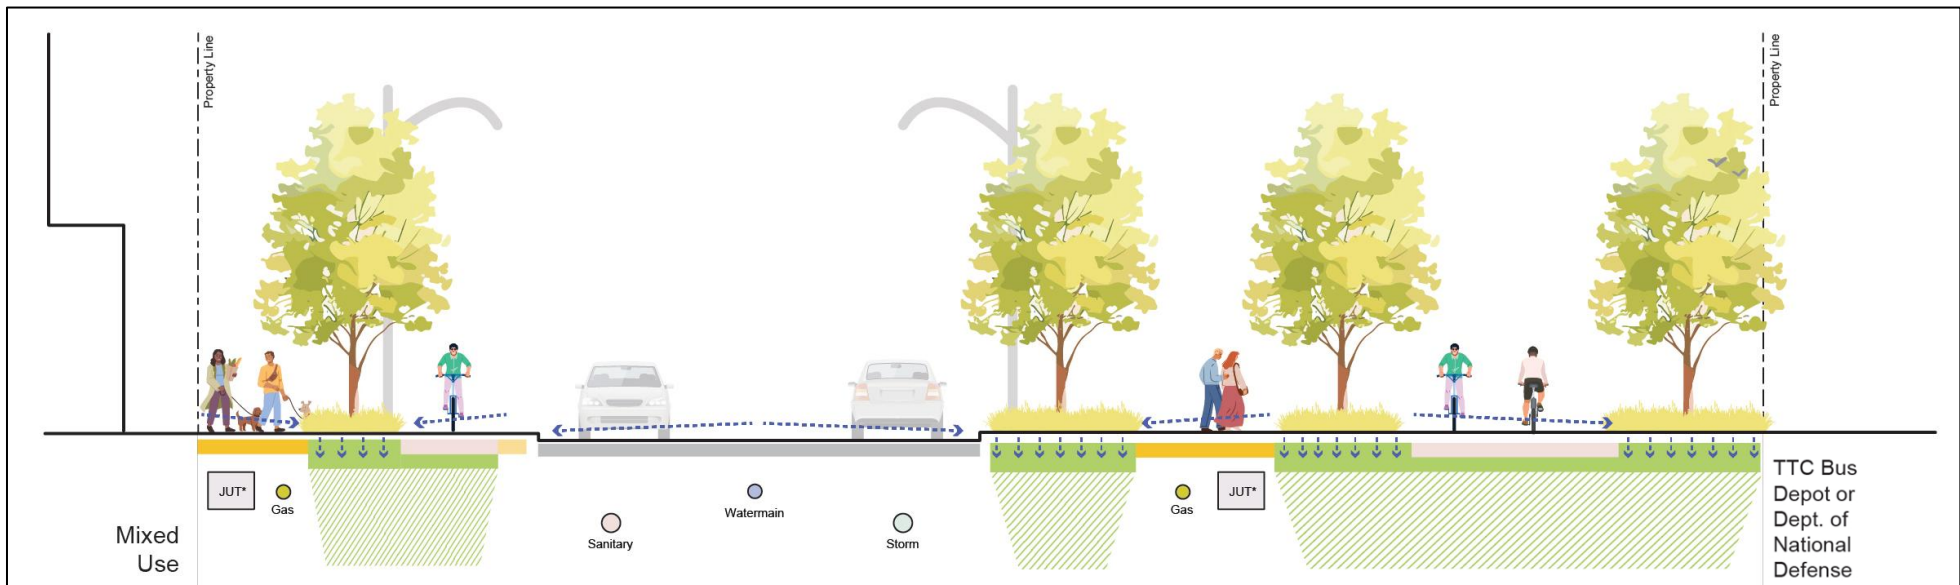 Property Line
Property Line
JUT*
Gas
Mixed
Use
Sanitary
Watermain
Storm
Gas
JUT*
TTC Bus
Depot or
Dept. of
National
Defense